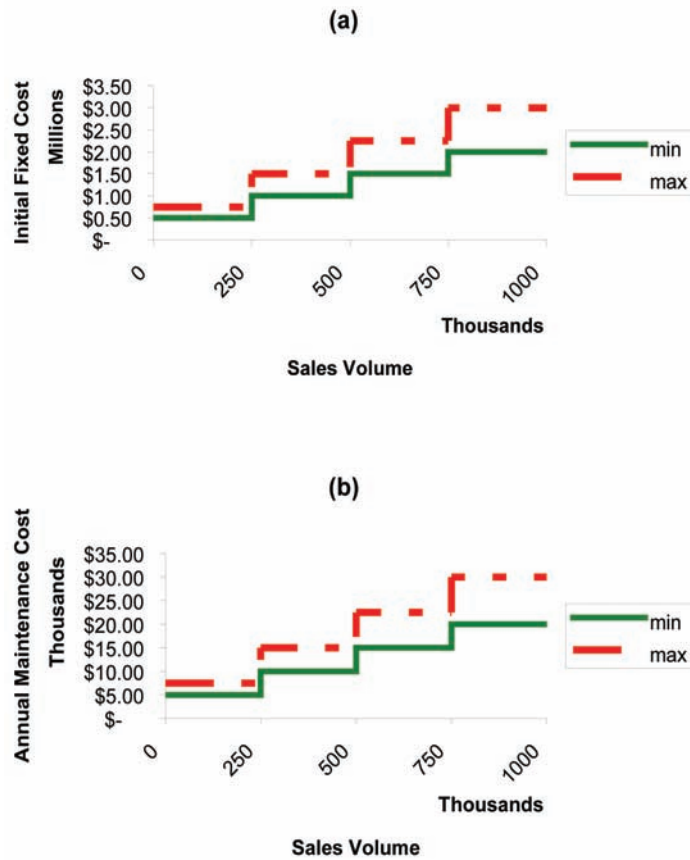 (a)
Initial Fixed Cost
Millions
$3.50
$3.00
$2.50
$2.00
$1.50
$1.00
$0.50
$-
0
250
500
750
1000
Thousands
Sales Volume
min
max
(b)
Annual Maintenance Cost
Thousands
$35.00
$30.00
$25.00
$20.00
$15.00
$10.00
$5.00
$-
0
250
500
750
1000
Thousands
Sales Volume
min
max